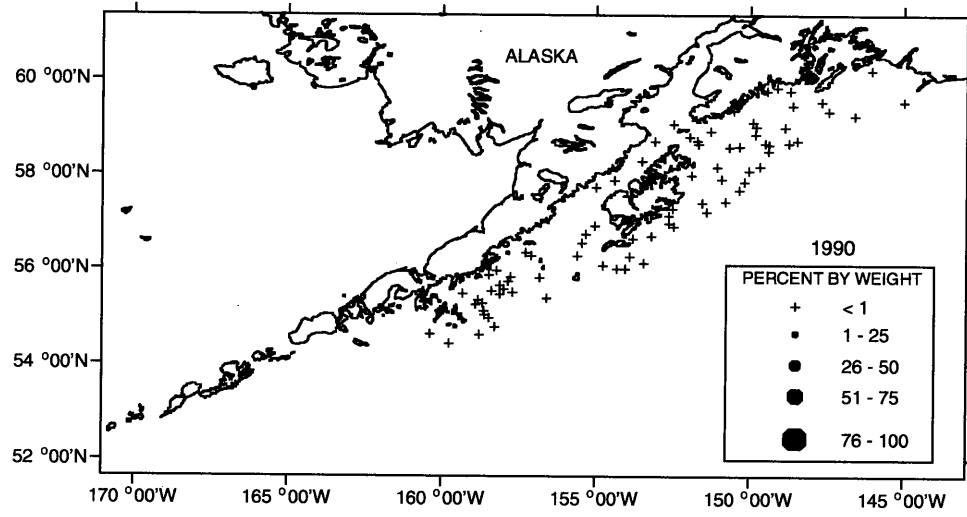 ALASKA
60 °00'N
58 °00'N
56 °00'N
54 °00'N
52 °00'N
1990
PERCENT BY WEIGHT
< 1
1 - 25
26 - 50
51 - 75
76 - 100
170 °00'W
165 °00'W
160 °00'W
155 °00'W
150 °00'W
145 °00'W